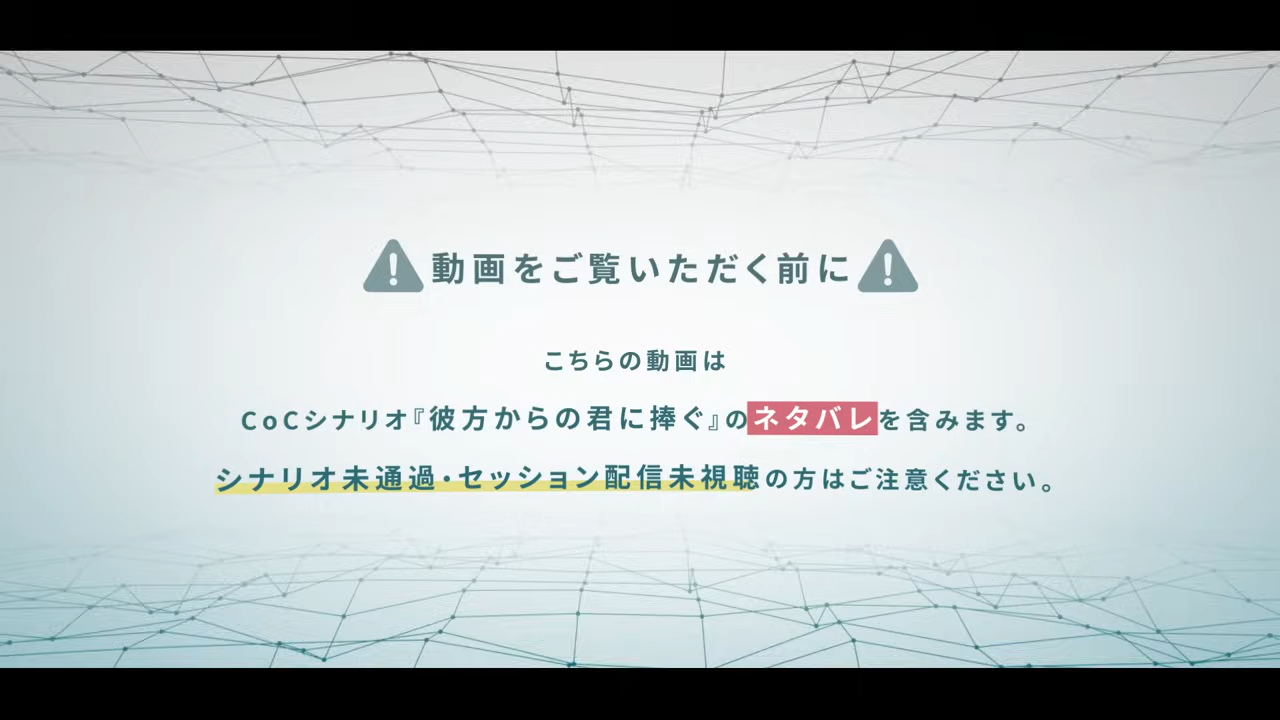 動画をご覧いただく前に
こちらの動画は
CoCシナリオ『彼方からの君に捧ぐ』のネタバレを含みます。
シナリオ未通過・セッション配信未視聴の方はご注意ください。